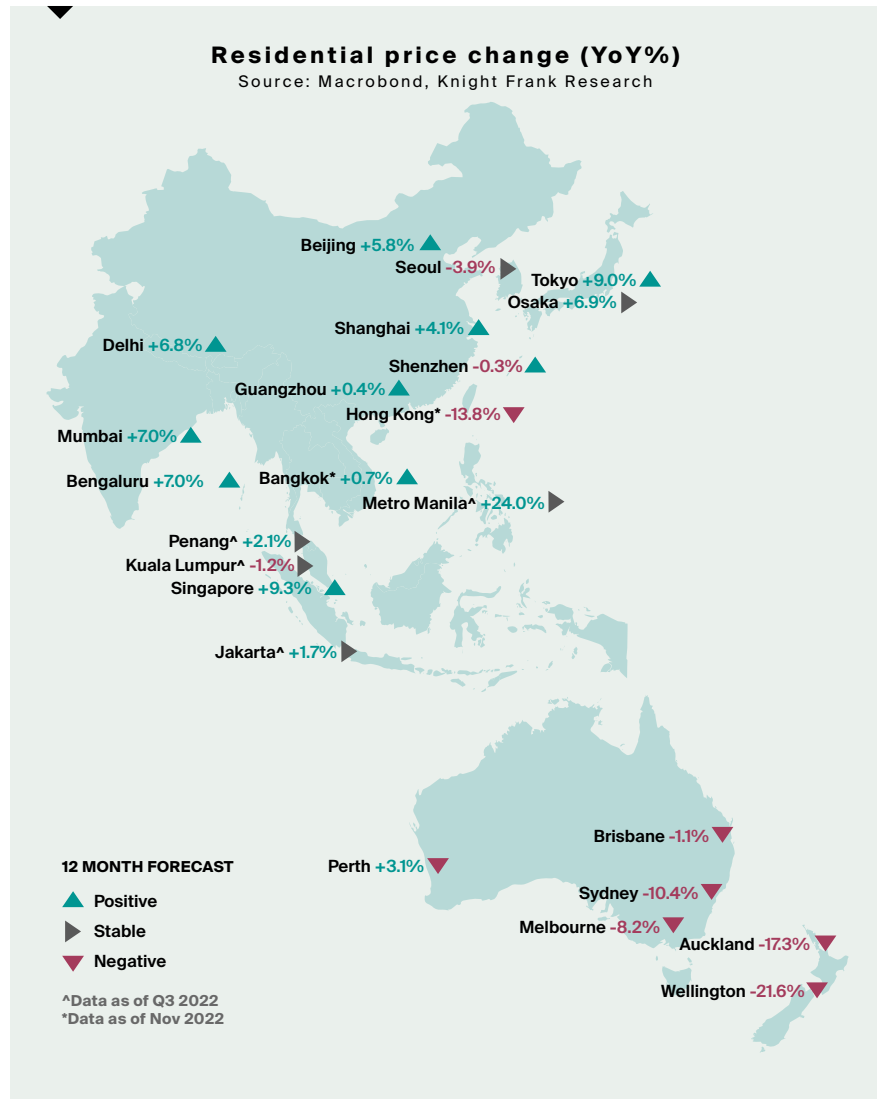 Residential price change (YoY%)
Source: Macrobond, Knight Frank Research
Beijing +5.8%
Seoul -3.9%
Tokyo +9.0%
Osaka +6.9%
Shanghai +4.1%
Delhi +6.8%
Shenzhen -0.3%
Guangzhou +0.4%
Hong Kong* -13.8%
Mumbai +7.0%
Bengaluru +7.0%
Bangkok* +0.7%
Metro Manila^ +24.0%
Penang^ +2.1%
Kuala Lumpur^ -1.2%
Singapore +9.3%
Jakarta^ +1.7%
Brisbane -1.1%
Perth +3.1%
Sydney -10.4%
Melbourne -8.2%
Auckland -17.3%
Wellington -21.6%
12 MONTH FORECAST
Positive
Stable
Negative
^Data as of Q3 2022
*Data as of Nov 2022